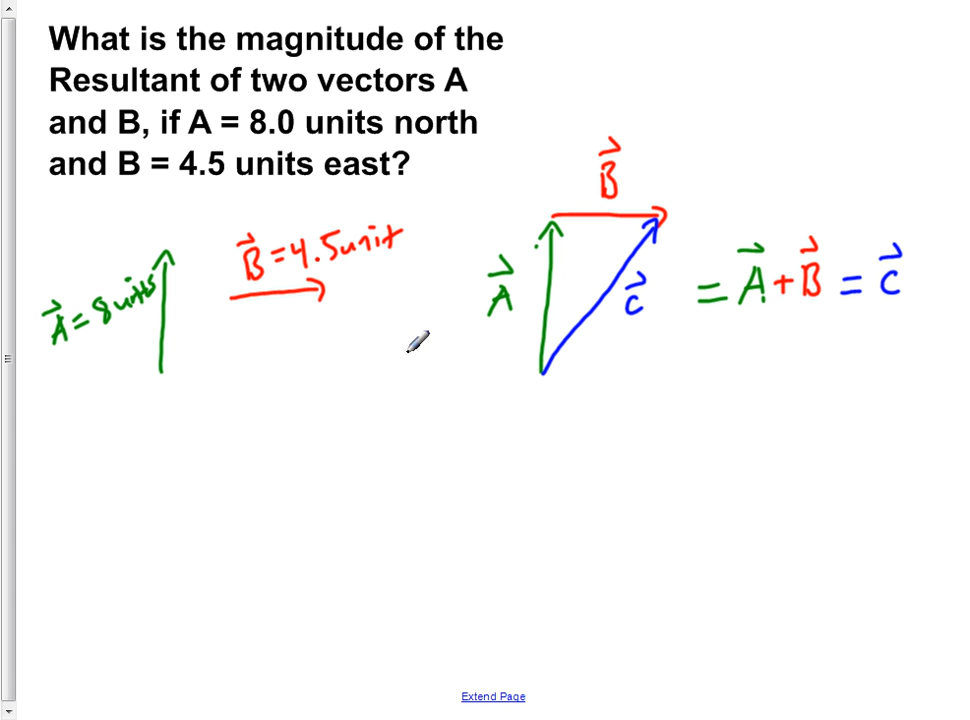 What is the magnitude of the
Resultant of two vectors A
and B, if A = 8.0 units north
and B = 4.5 units east?
B
B = 4.5 unit
A = 8 units
A
C
= A + B = C
Extend Page